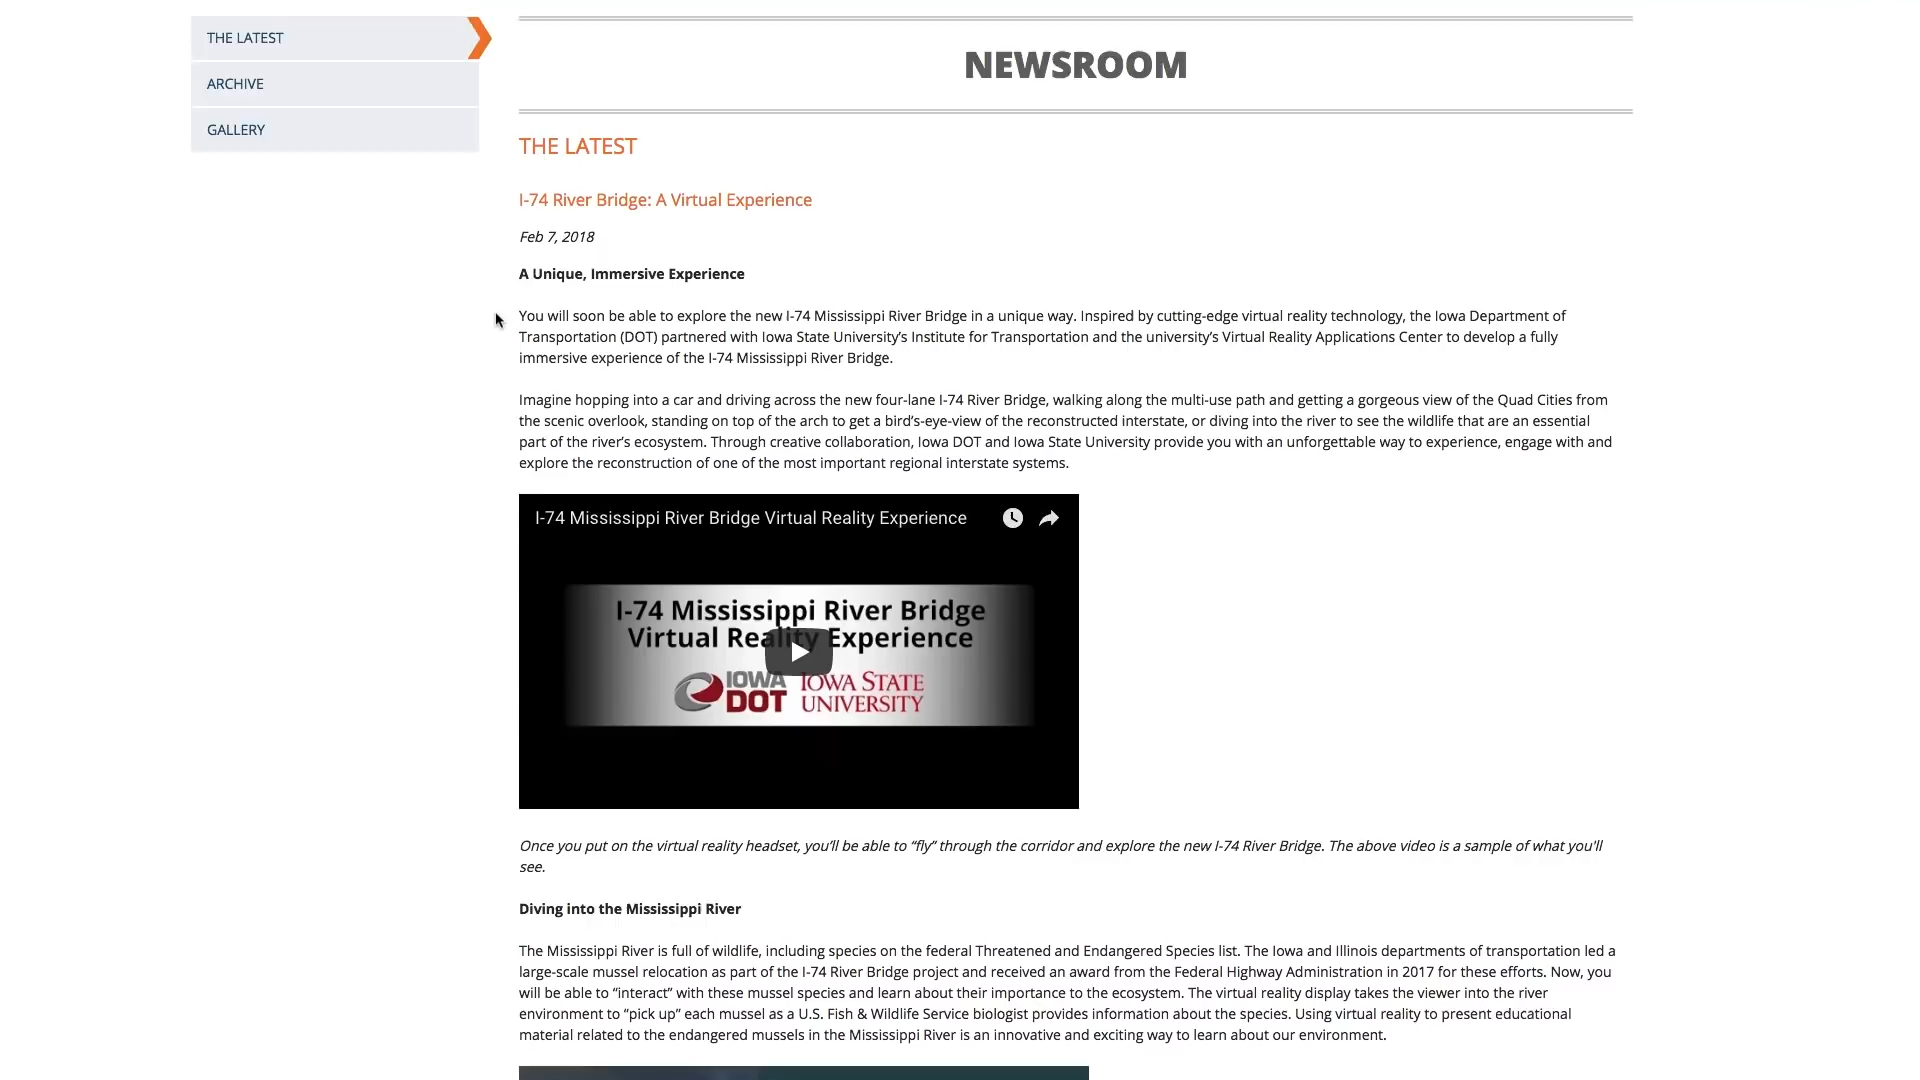 THE LATEST
ARCHIVE
GALLERY
NEWSROOM
THE LATEST
I-74 River Bridge: A Virtual Experience
Feb 7, 2018
A Unique, Immersive Experience
You will soon be able to explore the new I-74 Mississippi River Bridge in a unique way. Inspired by cutting-edge virtual reality technology, the Iowa Department of
Transportation (DOT) partnered with Iowa State University’s Institute for Transportation and the university’s Virtual Reality Applications Center to develop a fully
immersive experience of the I-74 Mississippi River Bridge.
Imagine hopping into a car and driving across the new four-lane I-74 River Bridge, walking along the multi-use path and getting a gorgeous view of the Quad Cities from
the scenic overlook, standing on top of the arch to get a bird’s-eye-view of the reconstructed interstate, or diving into the river to see the wildlife that are an essential
part of the river’s ecosystem. Through creative collaboration, Iowa DOT and Iowa State University provide you with an unforgettable way to experience, engage with and
explore the reconstruction of one of the most important regional interstate systems.
I-74 Mississippi River Bridge Virtual Reality Experience
I-74 Mississippi River Bridge
Virtual Reality Experience
IOWA DOT
IOWA STATE UNIVERSITY
Once you put on the virtual reality headset, you’ll be able to “fly” through the corridor and explore the new I-74 River Bridge. The above video is a sample of what you'll
see.
Diving into the Mississippi River
The Mississippi River is full of wildlife, including species on the federal Threatened and Endangered Species list. The Iowa and Illinois departments of transportation led a
large-scale mussel relocation as part of the I-74 River Bridge project and received an award from the Federal Highway Administration in 2017 for these efforts. Now, you
will be able to “interact” with these mussel species and learn about their importance to the ecosystem. The virtual reality display takes the viewer into the river
environment to “pick up” each mussel as a U.S. Fish & Wildlife Service biologist provides information about the species. Using virtual reality to present educational
material related to the endangered mussels in the Mississippi River is an innovative and exciting way to learn about our environment.